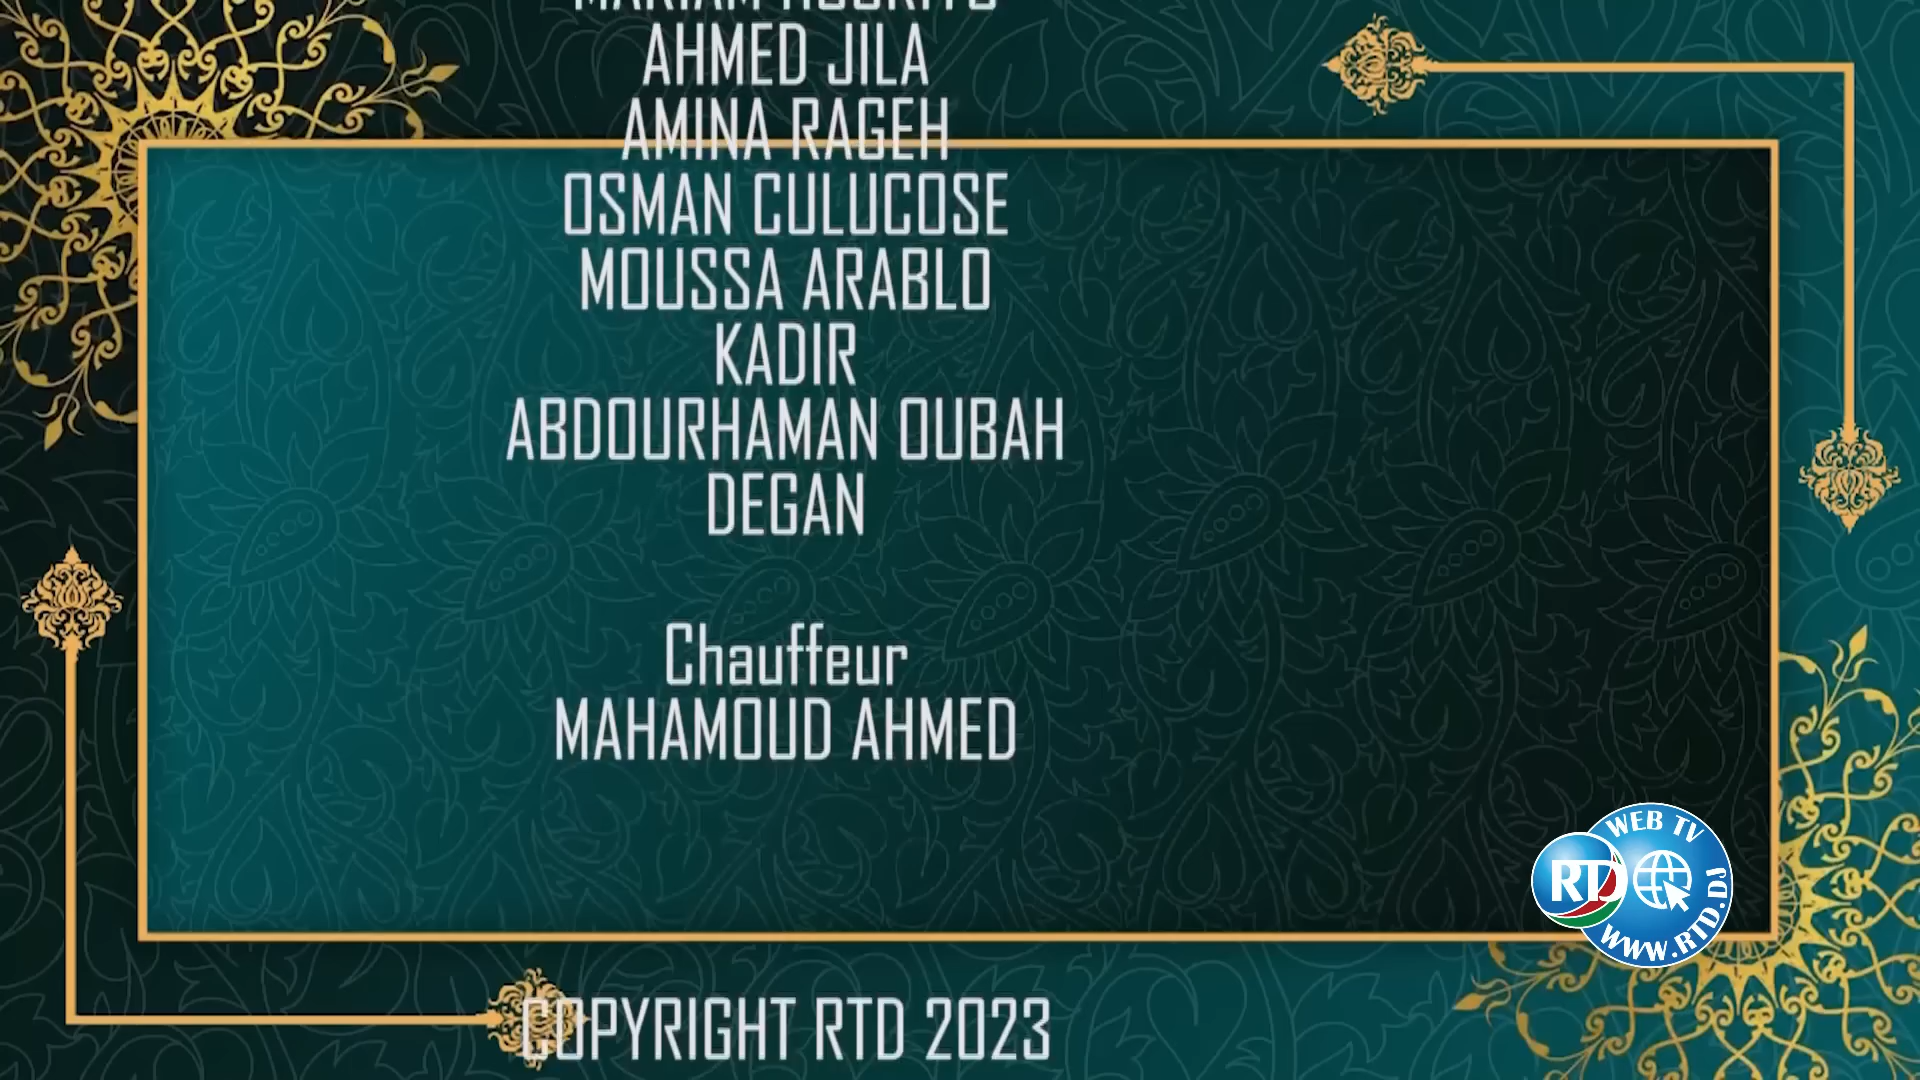 MARIAM
AHMED JILA
AMINA RAGEH
OSMAN CULUCOSE
MOUSSA ARABLO
KADIR
ABDOURHAMAN OUBAH
DEGAN
Chauffeur
MAHAMOUD AHMED
WEB TV
RTD
WWW.RTD.DJ
COPYRIGHT RTD 2023